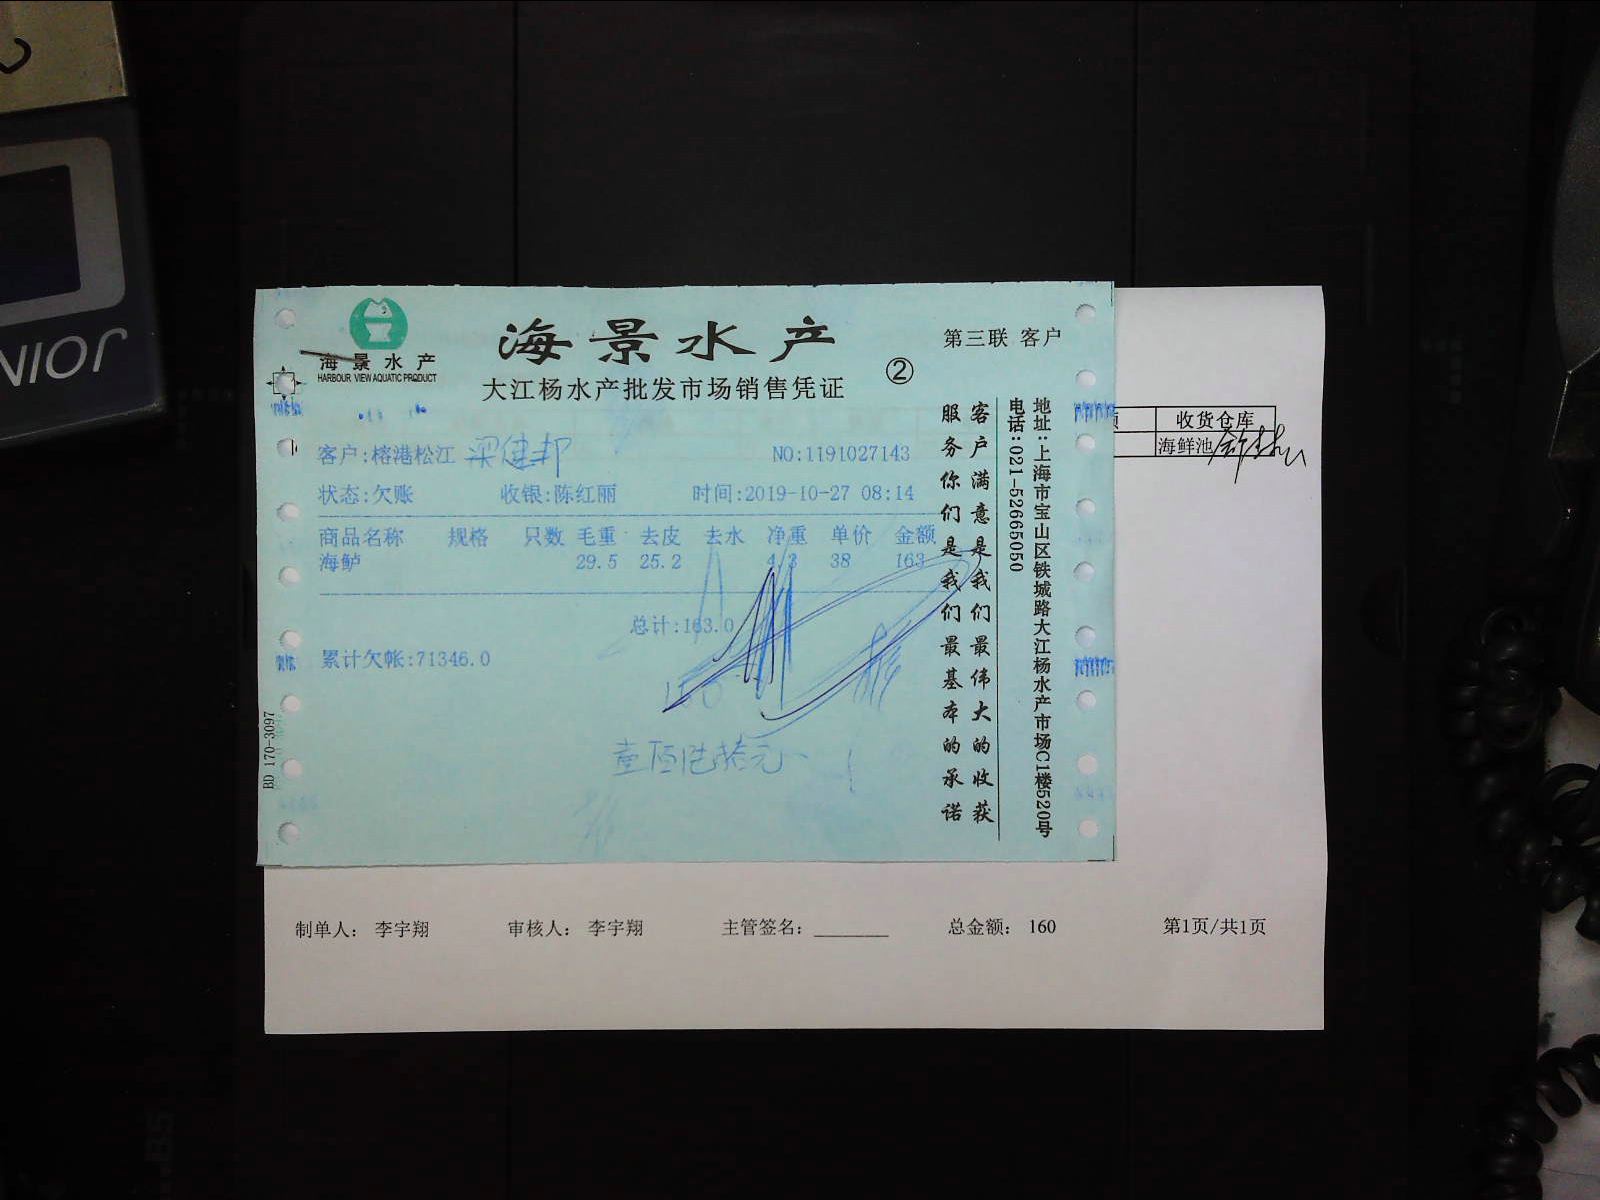 海景水产
HARBOUR VIEW AQUATIC PRODUCT
海景水产
大江杨水产批发市场销售凭证
②
第三联 客户
客户:榕港松江 梁健邦
NO:1191027143
状态:欠账 收银:陈红丽 时间:2019-10-27 08:14
商品名称 规格 只数 毛重 去皮 去水 净重 单价 金额
海鲈 29.5 25.2 4.3 38 163
总计:163.0
累计欠帐:71346.0
160
壹佰陆拾元
客户满意是我们最伟大的收获
服务你们是我们最基本的承诺
地址:上海市宝山区铁城路大江杨水产市场C1楼520号
电话:021-52665050
BD 170-3097
收货仓库
海鲜池
制单人: 李宇翔 审核人: 李宇翔 主管签名: 总金额: 160 第1页/共1页